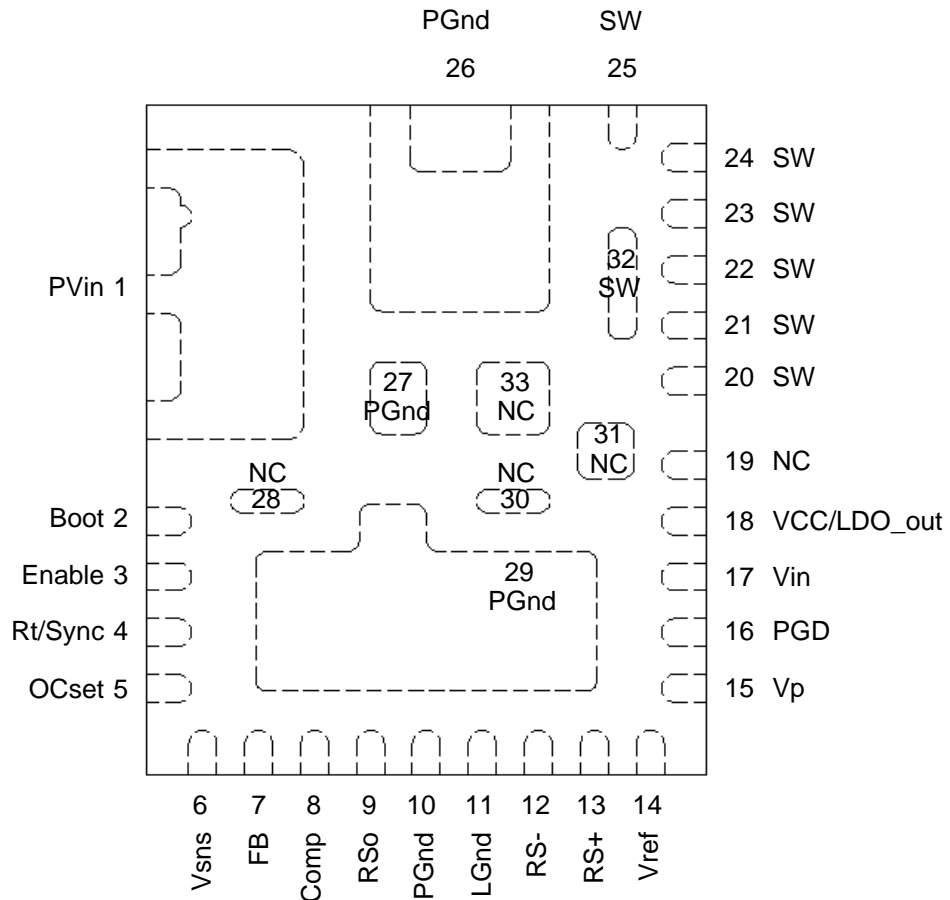 PGnd SW
26 25
24 SW
23 SW
22 SW
21 SW
20 SW
19 NC
18 VCC/LDO_out
17 Vin
16 PGD
15 Vp
PVin 1
Boot 2
Enable 3
Rt/Sync 4
OCset 5
32
SW
27
PGnd
33
NC
31
NC
NC
28
NC
30
29
PGnd
6 7 8 9 10 11 12 13 14
Vsns FB Comp RSo PGnd LGnd RS- RS+ Vref